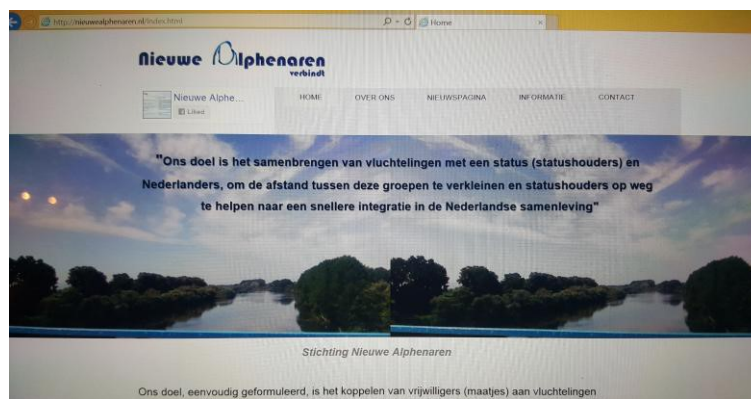 http://nieuwealphenaren.nl/index.html
Home
Nieuwe Alphenaren
verbindt
Nieuwe Alphe...
Liked
HOME OVER ONS NIEUWSPAGINA INFORMATIE CONTACT
"Ons doel is het samenbrengen van vluchtelingen met een status (statushouders) en
Nederlanders, om de afstand tussen deze groepen te verkleinen en statushouders op weg
te helpen naar een snellere integratie in de Nederlandse samenleving"
Stichting Nieuwe Alphenaren
Ons doel, eenvoudig geformuleerd, is het koppelen van vrijwilligers (maatjes) aan vluchtelingen